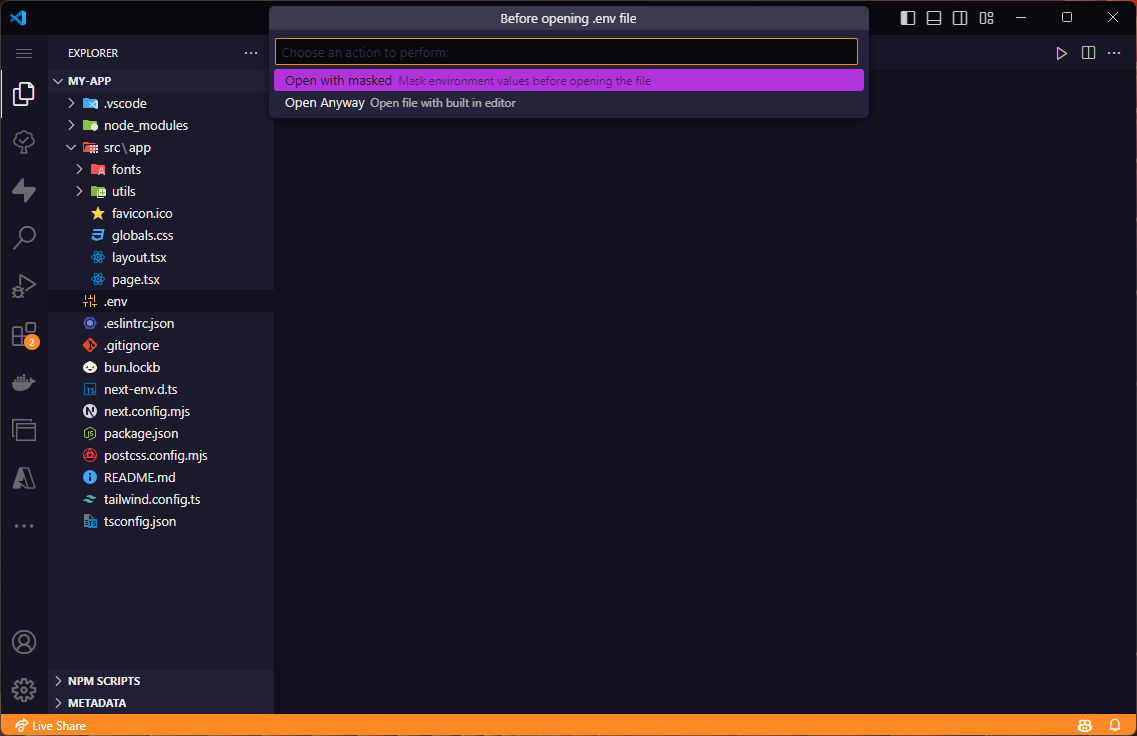 Before opening .env file
Choose an action to perform:
Open with masked Mask environment values before opening the file
Open Anyway Open file with built in editor
EXPLORER
MY-APP
.vscode
node_modules
src\app
fonts
utils
favicon.ico
globals.css
layout.tsx
page.tsx
.env
.eslintrc.json
.gitignore
bun.lockb
next-env.d.ts
next.config.mjs
package.json
postcss.config.mjs
README.md
tailwind.config.ts
tsconfig.json
2
NPM SCRIPTS
METADATA
Live Share